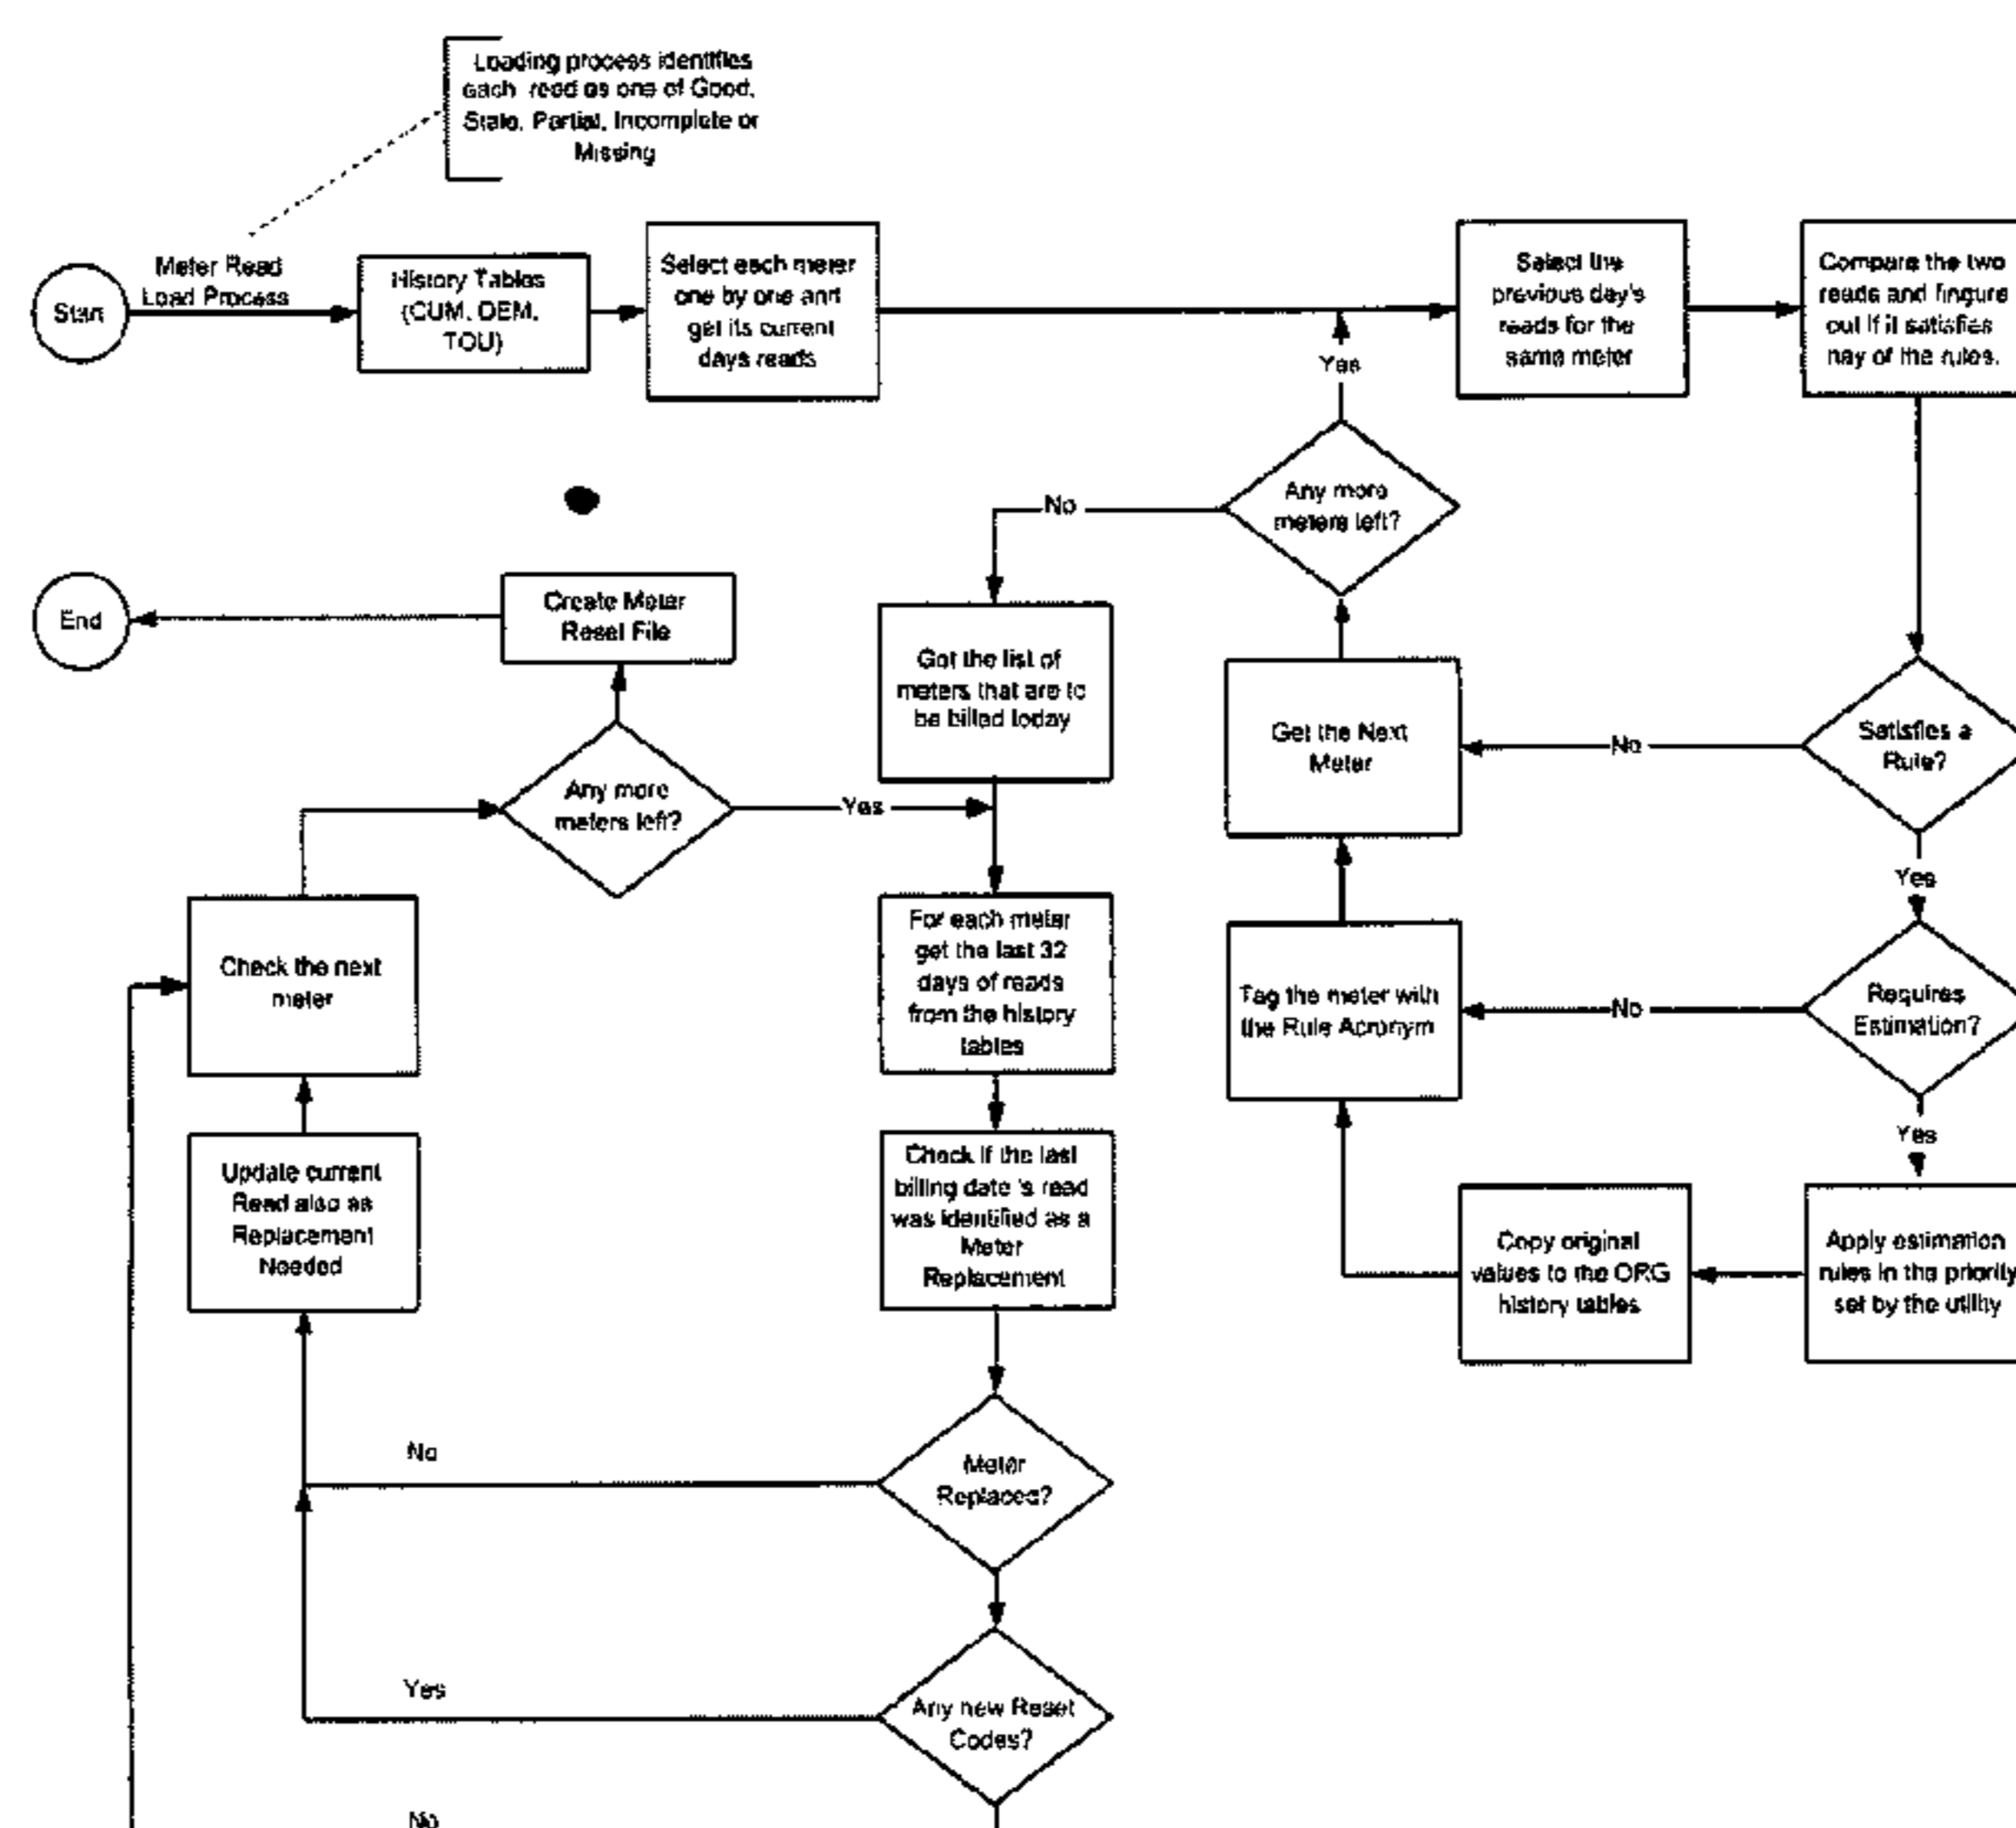 Loading process identifies
each read as one of Good,
Stale, Partial, Incomplete or
Missing
Start
Meter Read
Load Process
History Tables
(CUM, DEM,
TOU)
Select each meter
one by one and
get its current
days reads
Select the
previous day's
reads for the
same meter
Compare the two
reads and fingure
out if it satisfies
nay of the rules.
Yes
Any more
meters left?
No
End
Create Meter
Reset File
Got the list of
meters that are to
be billed today
Get the Next
Meter
No
Satisfies a
Rule?
Any more
meters left?
Yes
Yes
Check the next
meter
For each meter
get the last 32
days of reads
from the history
tables
Tag the meter with
the Rule Acronym
No
Requires
Estimation?
Yes
Update current
Read also as
Replacement
Needed
Check if the last
billing date 's read
was identified as a
Meter
Replacement
Copy original
values to the ORG
history tables
Apply estimation
rules in the priority
set by the utility
No
Meter
Replaced?
Yes
Any new Reset
Codes?
No